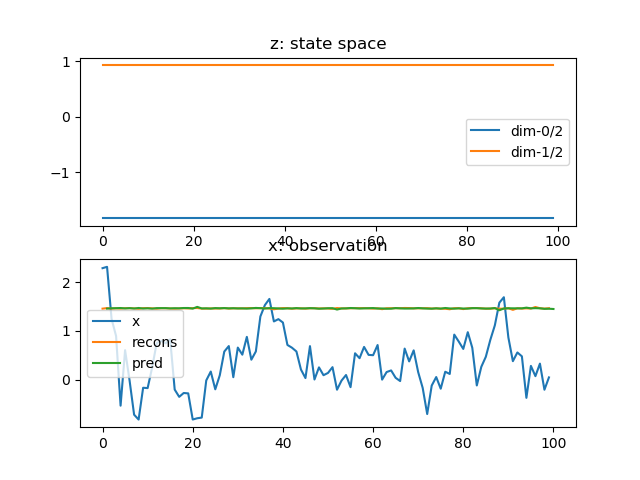 z: state space
1
0
−1
dim-0/2
dim-1/2
0 20 40 60 80 100
x: observation
2
1
0
x
recons
pred
0 20 40 60 80 100